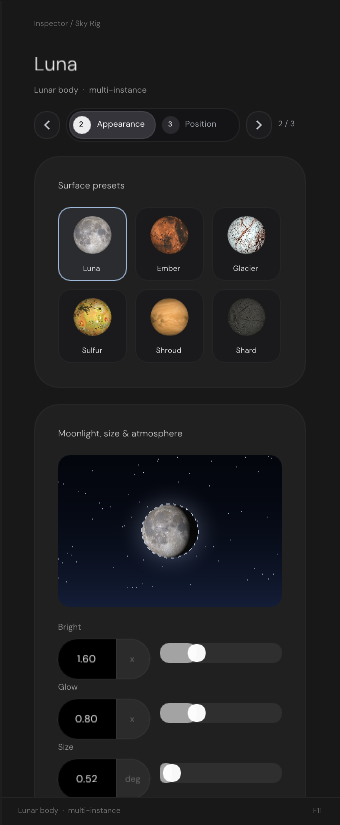 Inspector / Sky Rig
Luna
Lunar body · multi-instance
2 Appearance 3 Position 2 / 3
Surface presets
Luna Ember Glacier
Sulfur Shroud Shard
Moonlight, size & atmosphere
Bright
1.60 x
Glow
0.80 x
Size
0.52 deg
Lunar body · multi-instance